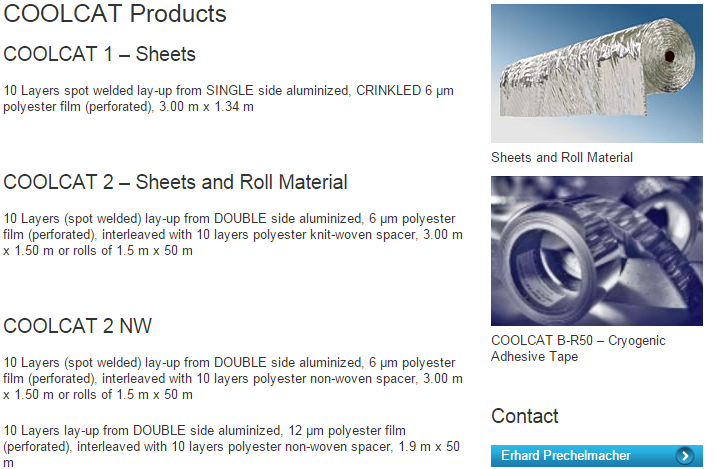 COOLCAT Products
COOLCAT 1 – Sheets
10 Layers spot welded lay-up from SINGLE side aluminized, CRINKLED 6 µm
polyester film (perforated), 3.00 m x 1.34 m
COOLCAT 2 – Sheets and Roll Material
10 Layers (spot welded) lay-up from DOUBLE side aluminized, 6 µm polyester
film (perforated), interleaved with 10 layers polyester knit-woven spacer, 3.00 m
x 1.50 m or rolls of 1.5 m x 50 m
COOLCAT 2 NW
10 Layers (spot welded) lay-up from DOUBLE side aluminized, 6 µm polyester
film (perforated), interleaved with 10 layers polyester non-woven spacer, 3.00 m
x 1.50 m or rolls of 1.5 m x 50 m
10 Layers lay-up from DOUBLE side aluminized, 12 µm polyester film
(perforated), interleaved with 10 layers polyester non-woven spacer, 1.9 m x 50
m
Sheets and Roll Material
COOLCAT B-R50 – Cryogenic
Adhesive Tape
Contact
Erhard Prechelmacher